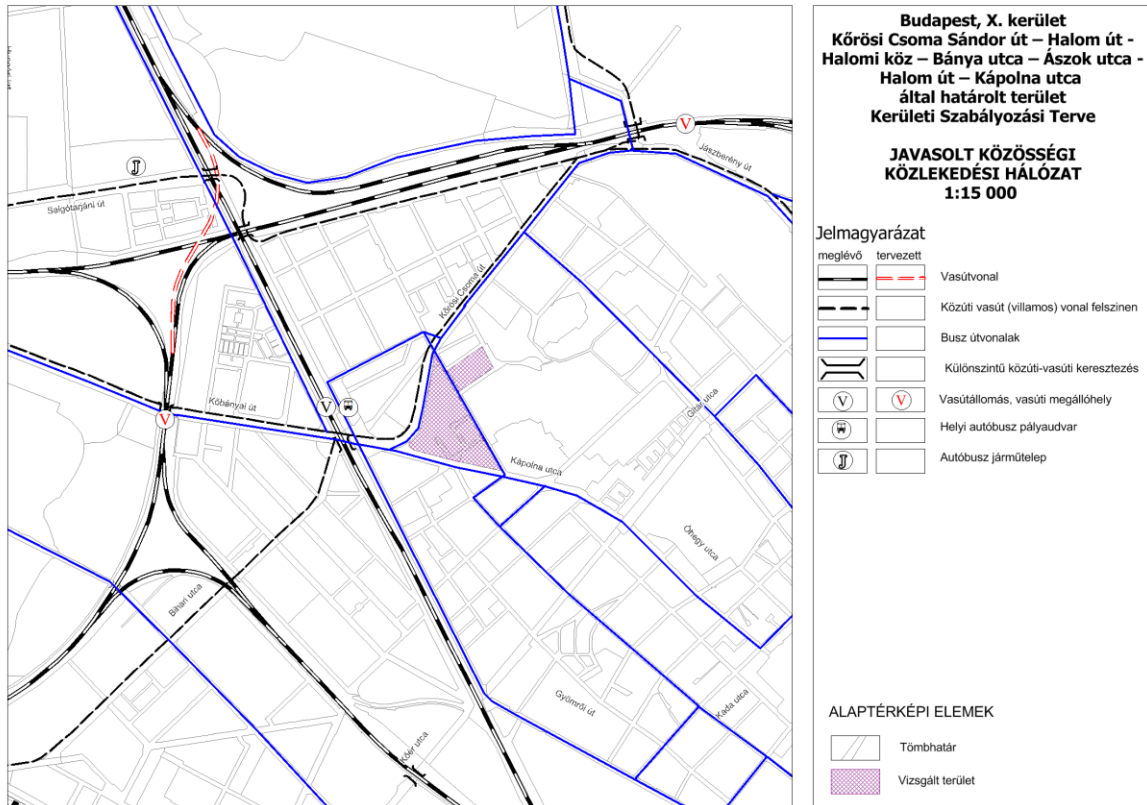 Budapest, X. kerület
Kőrösi Csoma Sándor út – Halom út -
Halomi köz – Bánya utca – Ászok utca -
Halom út – Kápolna utca
által határolt terület
Kerületi Szabályozási Terve
JAVASOLT KÖZÖSSÉGI
KÖZLEKEDÉSI HÁLÓZAT
1:15 000
Jelmagyarázat
meglévő tervezett
Vasútvonal
Közúti vasút (villamos) vonal felszinen
Busz útvonalak
Különszintű közúti-vasúti keresztezés
V V Vasútállomás, vasúti megállóhely
Helyi autóbusz pályaudvar
J Autóbusz járműtelep
ALAPTÉRKÉPI ELEMEK
Tömbhatár
Vizsgált terület
V
Jászberény út
J
Salgótarjáni út
Kőrösi Csoma út
Kőbányai út
V
V
Gitár utca
Kápolna utca
Óhegy utca
Bihari utca
Gyömrői út
Kada utca
Kőér utca